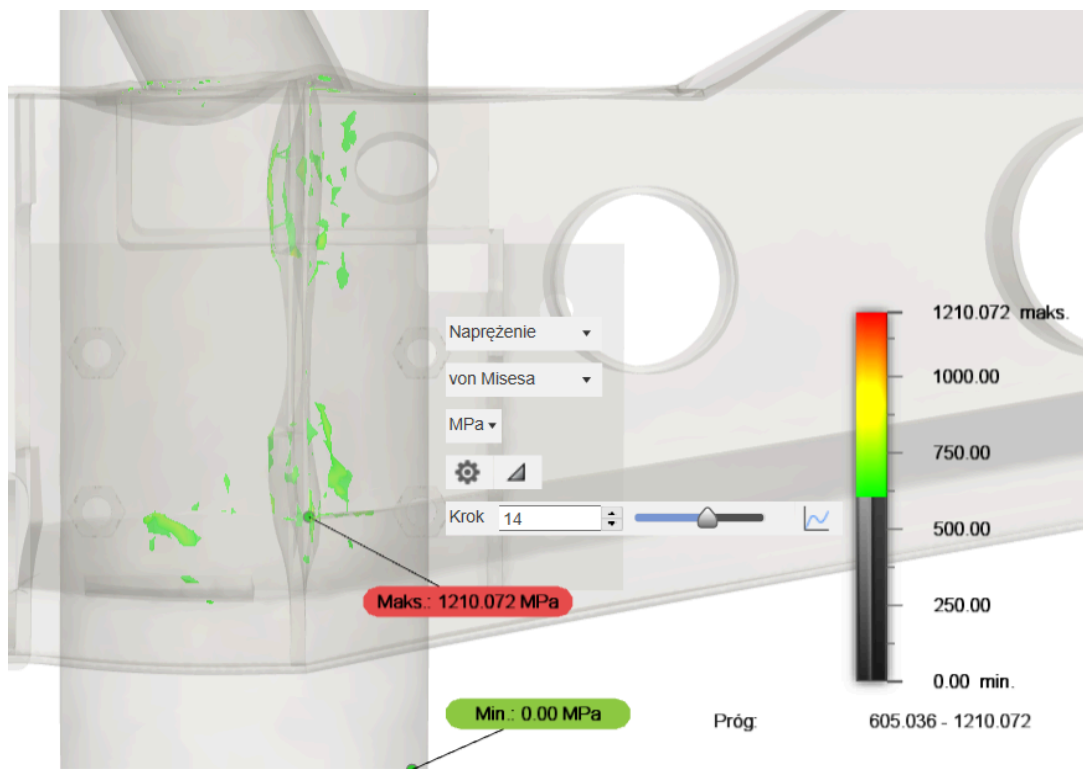 Naprężenie
von Misesa
MPa
Krok 14
Maks.: 1210.072 MPa
Min.: 0.00 MPa
1210.072 maks.
1000.00
750.00
500.00
250.00
0.00 min.
Próg: 605.036 - 1210.072